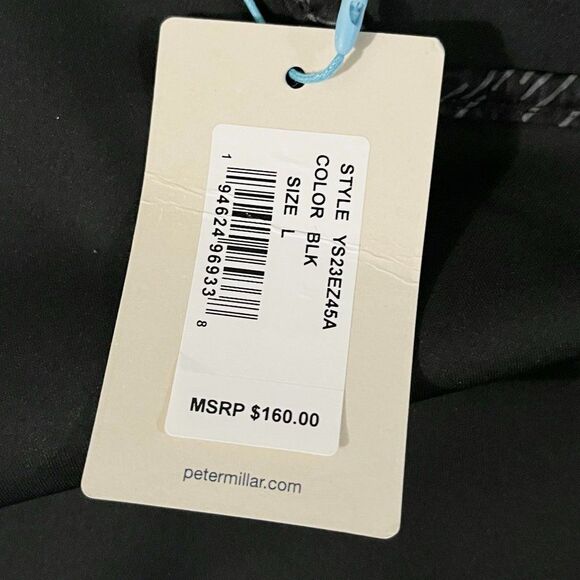 STYLE YS23EZ45A
COLOR BLK
SIZE L
1 94624 96933 8
MSRP $160.00
petermillar.com